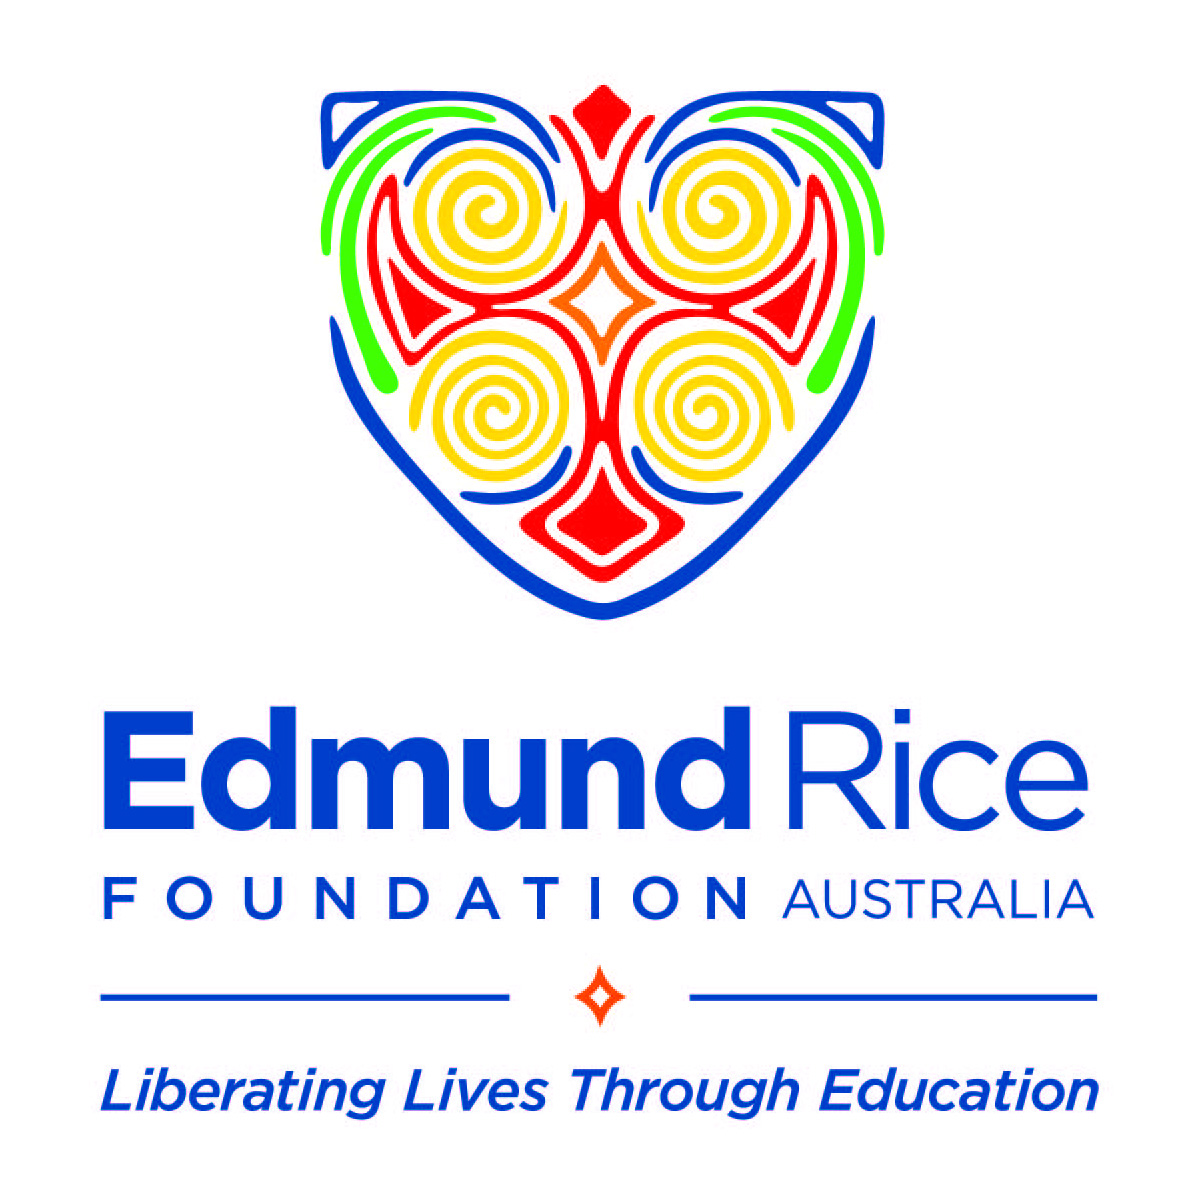 Edmund Rice
FOUNDATION AUSTRALIA
Liberating Lives Through Education